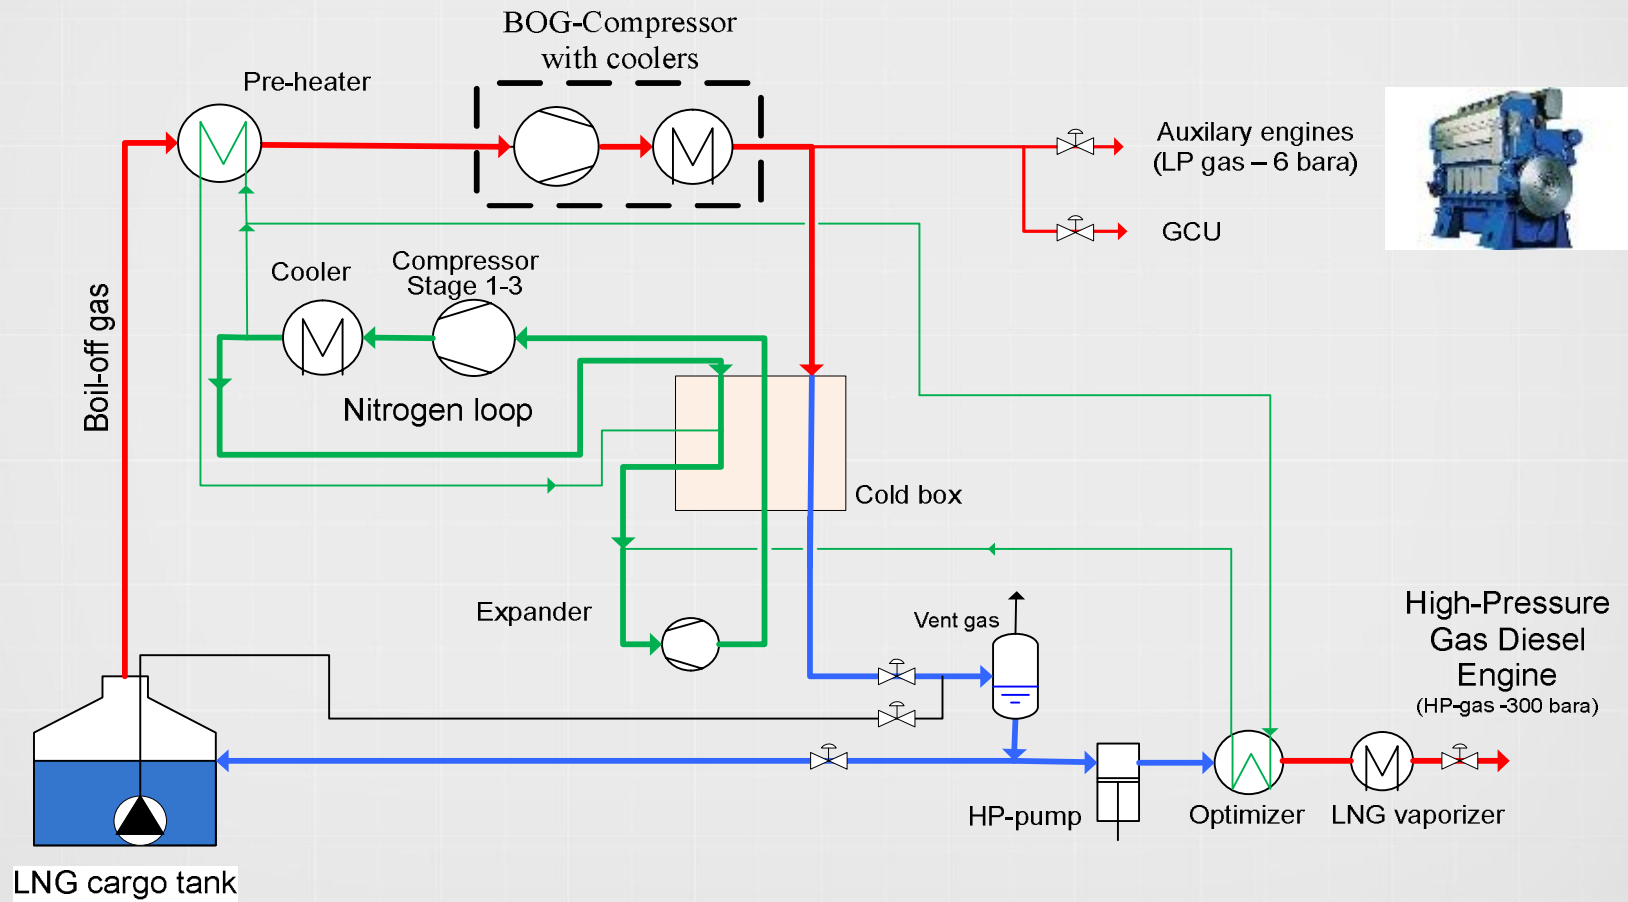 BOG-Compressor
with coolers
Pre-heater
Auxilary engines
(LP gas – 6 bara)
GCU
Cooler
Compressor
Stage 1-3
Boil-off gas
Nitrogen loop
Cold box
Expander
Vent gas
High-Pressure
Gas Diesel
Engine
(HP-gas -300 bara)
HP-pump
Optimizer
LNG vaporizer
LNG cargo tank